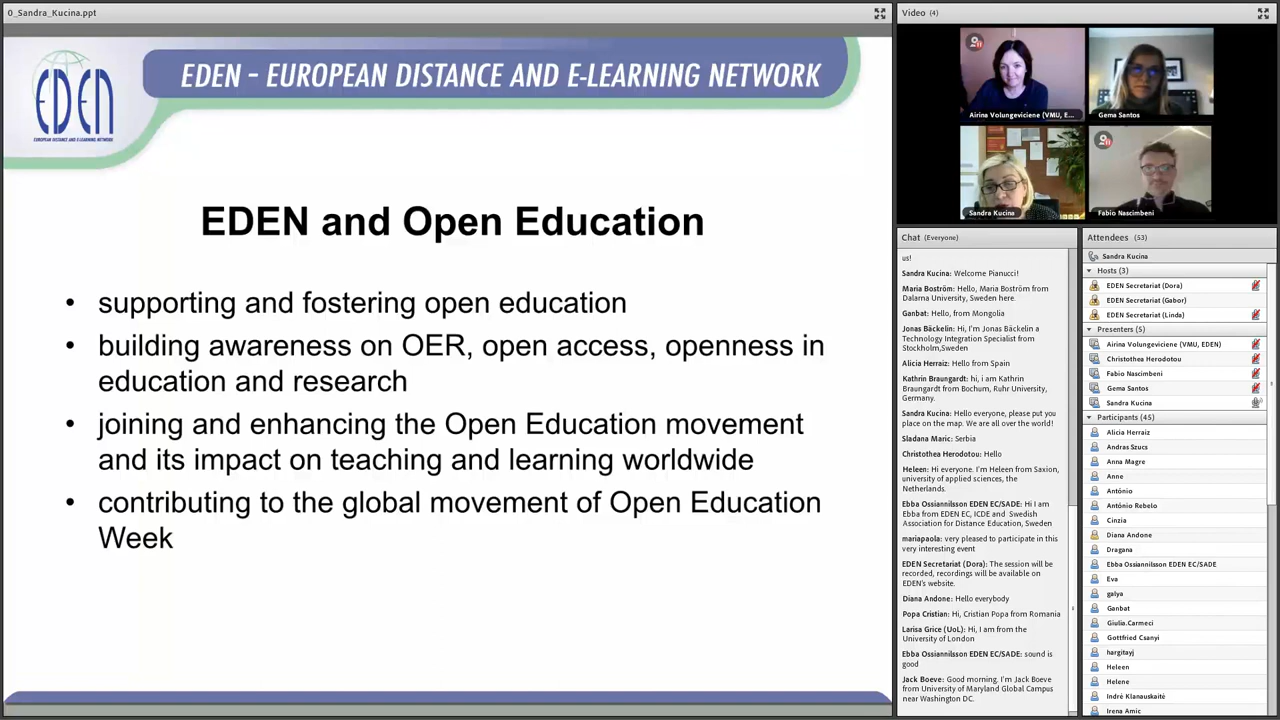 0_Sandra_Kucina.ppt
EDEN
EUROPEAN DISTANCE AND E-LEARNING NETWORK
EDEN - EUROPEAN DISTANCE AND E-LEARNING NETWORK
EDEN and Open Education
• supporting and fostering open education
• building awareness on OER, open access, openness in
education and research
• joining and enhancing the Open Education movement
and its impact on teaching and learning worldwide
• contributing to the global movement of Open Education
Week
Video (4)
Airina Volungeviciene (VMU, E...
Gema Santos
Sandra Kucina
Fabio Nascimbeni
Chat (Everyone)
us!
Sandra Kucina: Welcome Pianucci!
Maria Boström: Hello, Maria Boström from
Dalarna University, Sweden here.
Ganbat: Hello, from Mongolia
Jonas Bäckelin: Hi, I'm Jonas Bäckelin a
Technology Integration Specialist from
Stockholm,Sweden
Alicia Herraiz: Hello from Spain
Kathrin Braungardt: hi, i am Kathrin
Braungardt from Bochum, Ruhr University,
Germany.
Sandra Kucina: Hello everyone, please put you
place on the map. We are all over the world!
Sladana Maric: Serbia
Christothea Herodotou: Hello
Heleen: Hi everyone. I'm Heleen from Saxion,
university of applied sciences, the
Netherlands.
Ebba Ossiannilsson EDEN EC/SADE: Hi I am
Ebba from EDEN EC, ICDE and Swedish
Association for Distance Education, Sweden
mariapaola: very pleased to participate in this
very interesting event
EDEN Secretariat (Dora): The session will be
recorded, recordings will be available on
EDEN's website.
Diana Andone: Hello everybody
Popa Cristian: Hi, Cristian Popa from Romania
Larisa Grice (UoL): Hi, I am from the
University of London
Ebba Ossiannilsson EDEN EC/SADE: sound is
good
Jack Boeve: Good morning. I'm Jack Boeve
from University of Maryland Global Campus
near Washington DC.
Attendees (53)
Sandra Kucina
Hosts (3)
EDEN Secretariat (Dora)
EDEN Secretariat (Gabor)
EDEN Secretariat (Linda)
Presenters (5)
Airina Volungeviciene (VMU, EDEN)
Christothea Herodotou
Fabio Nascimbeni
Gema Santos
Sandra Kucina
Participants (45)
Alicia Herraiz
Andras Szucs
Anna Magre
Anne
António
António Rebelo
Cinzia
Diana Andone
Dragana
Ebba Ossiannilsson EDEN EC/SADE
Eva
galya
Ganbat
Giulia.Carmeci
Gottfried Csanyi
hargitayj
Heleen
Helene
Indrė Klanauskaitė
Irena Amic